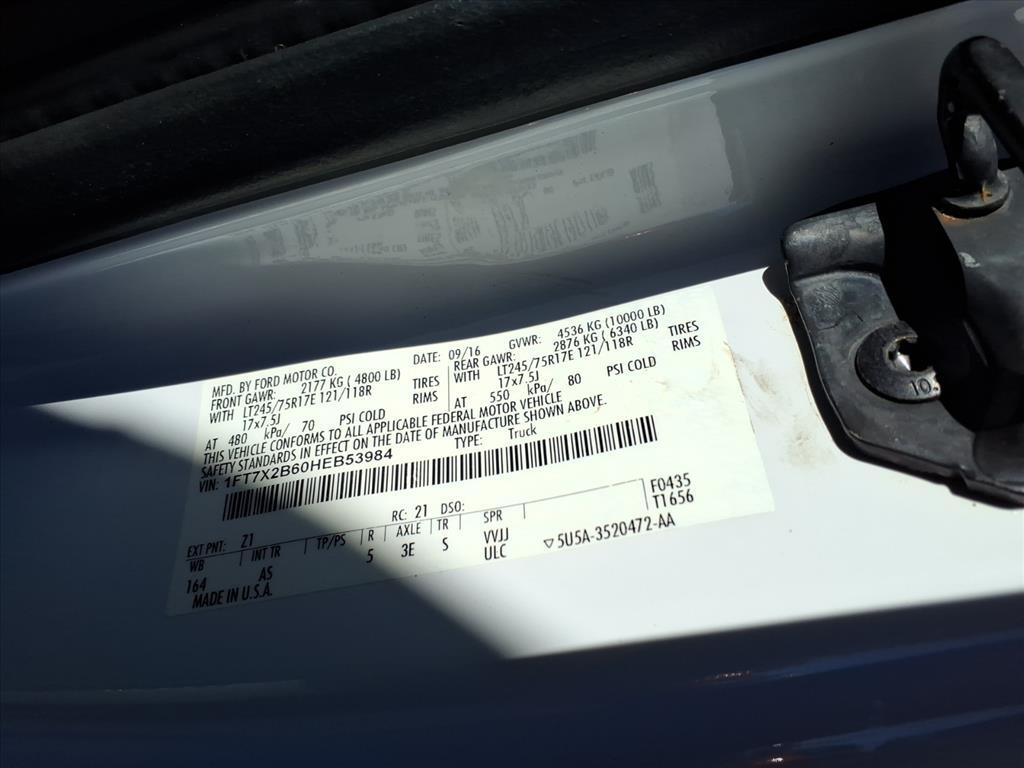 MFD. BY FORD MOTOR CO. DATE: 09/16 GVWR: 4536 KG (10000 LB)
FRONT GAWR: 2177 KG ( 4800 LB) REAR GAWR: 2876 KG ( 6340 LB)
WITH LT245/75R17E 121/118R TIRES WITH LT245/75R17E 121/118R TIRES
17x7.5J RIMS 17x7.5J RIMS
AT 480 kPa/ 70 PSI COLD AT 550 kPa/ 80 PSI COLD
THIS VEHICLE CONFORMS TO ALL APPLICABLE FEDERAL MOTOR VEHICLE
SAFETY STANDARDS IN EFFECT ON THE DATE OF MANUFACTURE SHOWN ABOVE.
VIN: 1FT7X2B60HEB53984 TYPE: Truck
F0435
T1656
EXT PNT: Z1 RC: 21 DSO:
WB INT TR TP/PS R AXLE TR SPR
164 AS 5 3E S VVJJ
ULC
MADE IN U.S.A. ▽5U5A-3520472-AA
10.